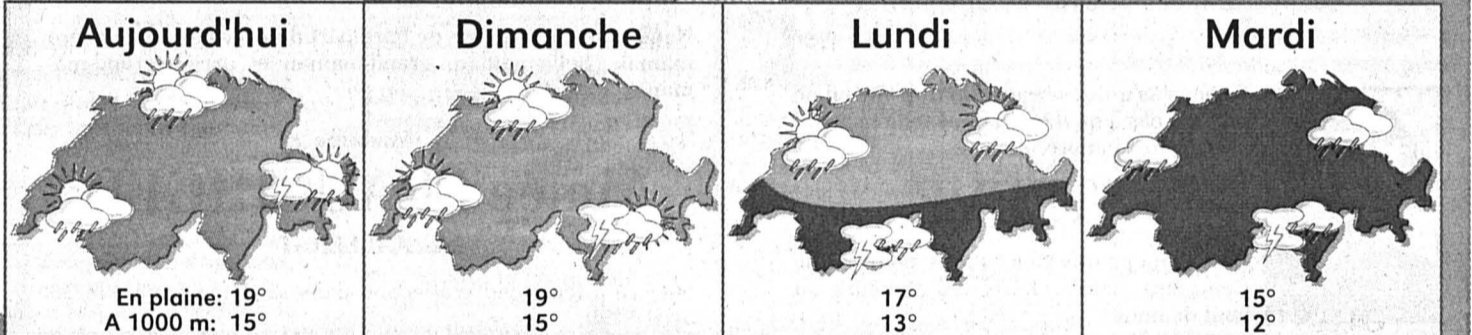 Aujourd'hui
En plaine: 19°
A 1000 m: 15°
Dimanche
19°
15°
Lundi
17°
13°
Mardi
15°
12°